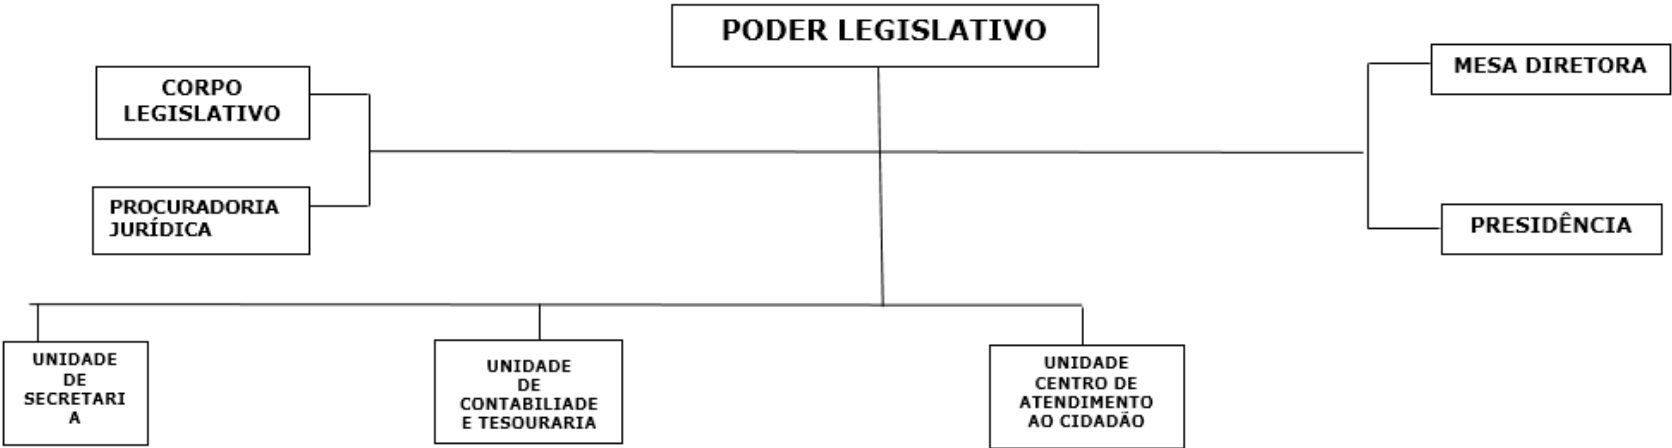 PODER LEGISLATIVO
CORPO
LEGISLATIVO
MESA DIRETORA
PROCURADORIA
JURÍDICA
PRESIDÊNCIA
UNIDADE
DE
SECRETARI
A
UNIDADE
DE
CONTABILIADE
E TESOURARIA
UNIDADE
CENTRO DE
ATENDIMENTO
AO CIDADÃO